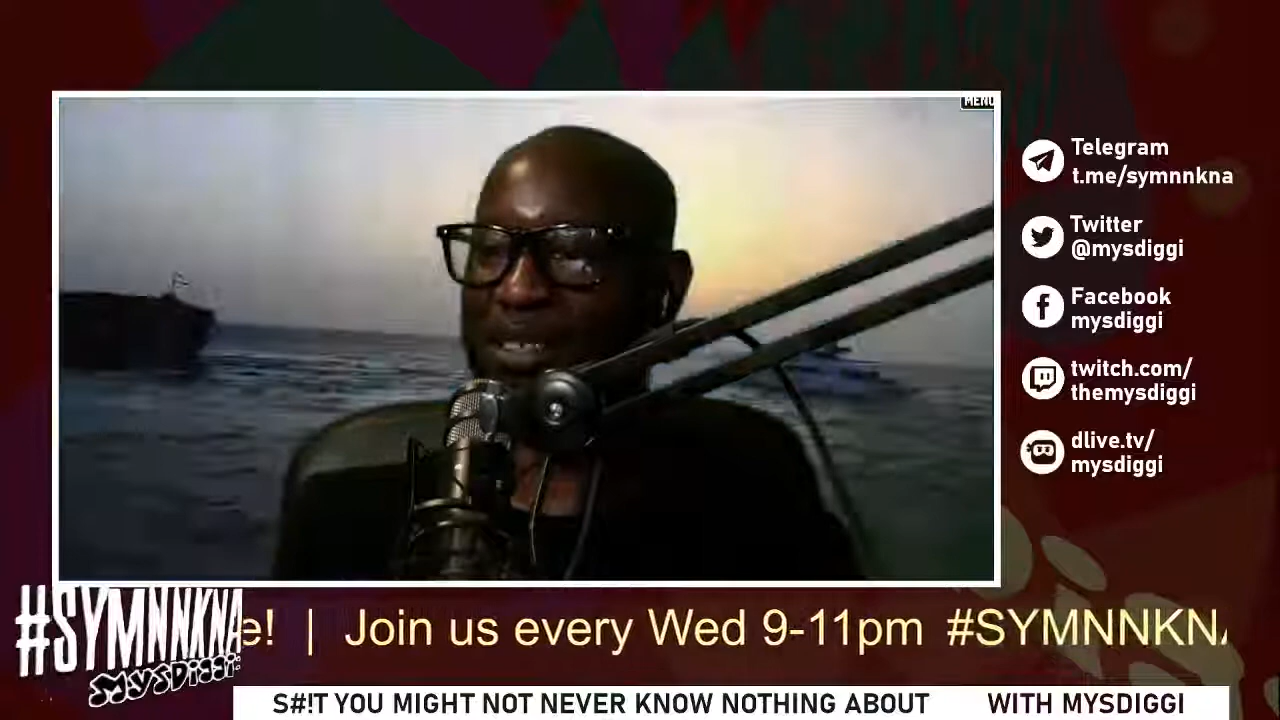 MENU
Telegram
t.me/symnnkna
Twitter
@mysdiggi
Facebook
mysdiggi
twitch.com/
themysdiggi
dlive.tv/
mysdiggi
#SYMNNKNA
MYSDIGGI
e! | Join us every Wed 9-11pm #SYMNNKNA
S#!T YOU MIGHT NOT NEVER KNOW NOTHING ABOUT WITH MYSDIGGI